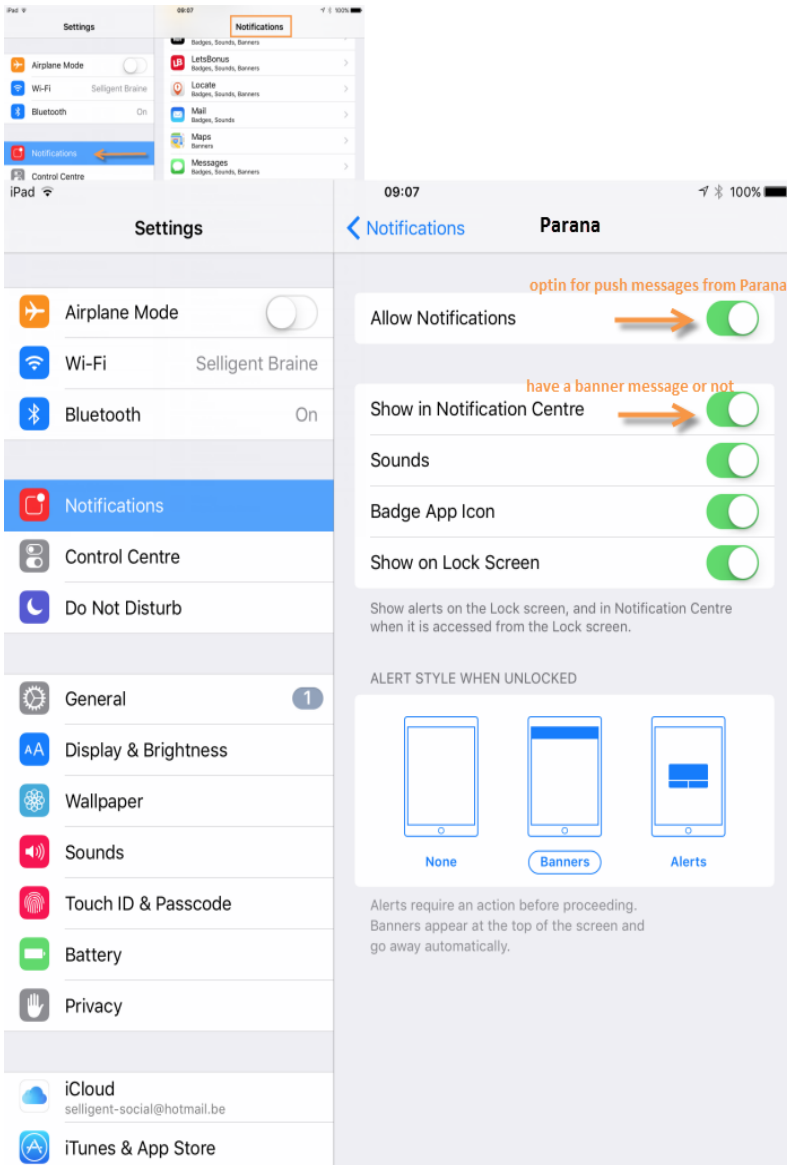 iPad 09:07 100%
Settings Notifications
Badges, Sounds, Banners
Airplane Mode
LetsBonus
Badges, Sounds, Banners
Wi-Fi Selligent Braine
Locate
Badges, Sounds, Banners
Bluetooth On
Mail
Badges, Sounds
Maps
Banners
Notifications
Messages
Badges, Sounds, Banners
Control Centre
iPad 09:07 100%
Settings
Airplane Mode
Wi-Fi Selligent Braine
Bluetooth On
Notifications
Control Centre
Do Not Disturb
General 1
AA Display & Brightness
Wallpaper
Sounds
Touch ID & Passcode
Battery
Privacy
iCloud
selligent-social@hotmail.be
iTunes & App Store
Notifications Parana
optin for push messages from Parana
Allow Notifications
have a banner message or not
Show in Notification Centre
Sounds
Badge App Icon
Show on Lock Screen
Show alerts on the Lock screen, and in Notification Centre
when it is accessed from the Lock screen.
ALERT STYLE WHEN UNLOCKED
None Banners Alerts
Alerts require an action before proceeding.
Banners appear at the top of the screen and
go away automatically.